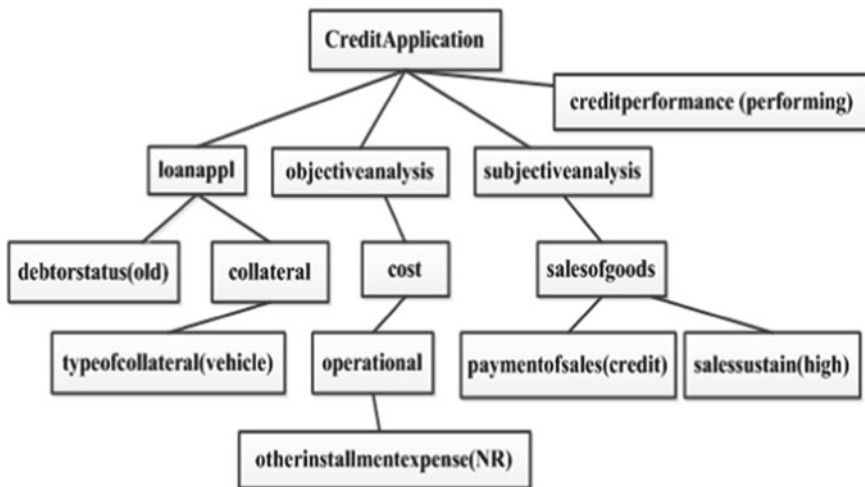 CreditApplication
creditperformance (performing)
loanappl
objectiveanalysis
subjectiveanalysis
debtorstatus(old)
collateral
cost
salesofgoods
typeofcollateral(vehicle)
operational
paymentofsales(credit)
salessustain(high)
otherinstallmentexpense(NR)